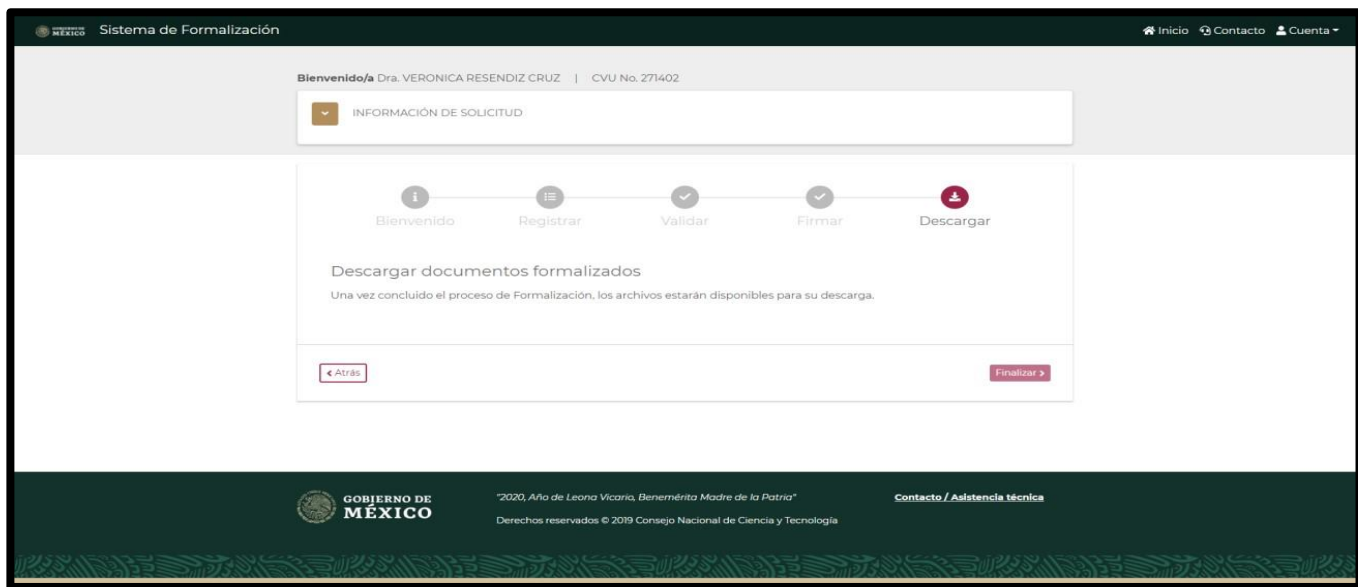 GOBIERNO DE MÉXICO Sistema de Formalización Inicio Contacto Cuenta
Bienvenido/a Dra. VERONICA RESENDIZ CRUZ | CVU No. 271402
INFORMACIÓN DE SOLICITUD
Bienvenido Registrar Validar Firmar Descargar
Descargar documentos formalizados
Una vez concluido el proceso de Formalización, los archivos estarán disponibles para su descarga.
Atrás Finalizar
GOBIERNO DE
MÉXICO
"2020, Año de Leona Vicario, Benemérita Madre de la Patria"
Derechos reservados © 2019 Consejo Nacional de Ciencia y Tecnología
Contacto / Asistencia técnica